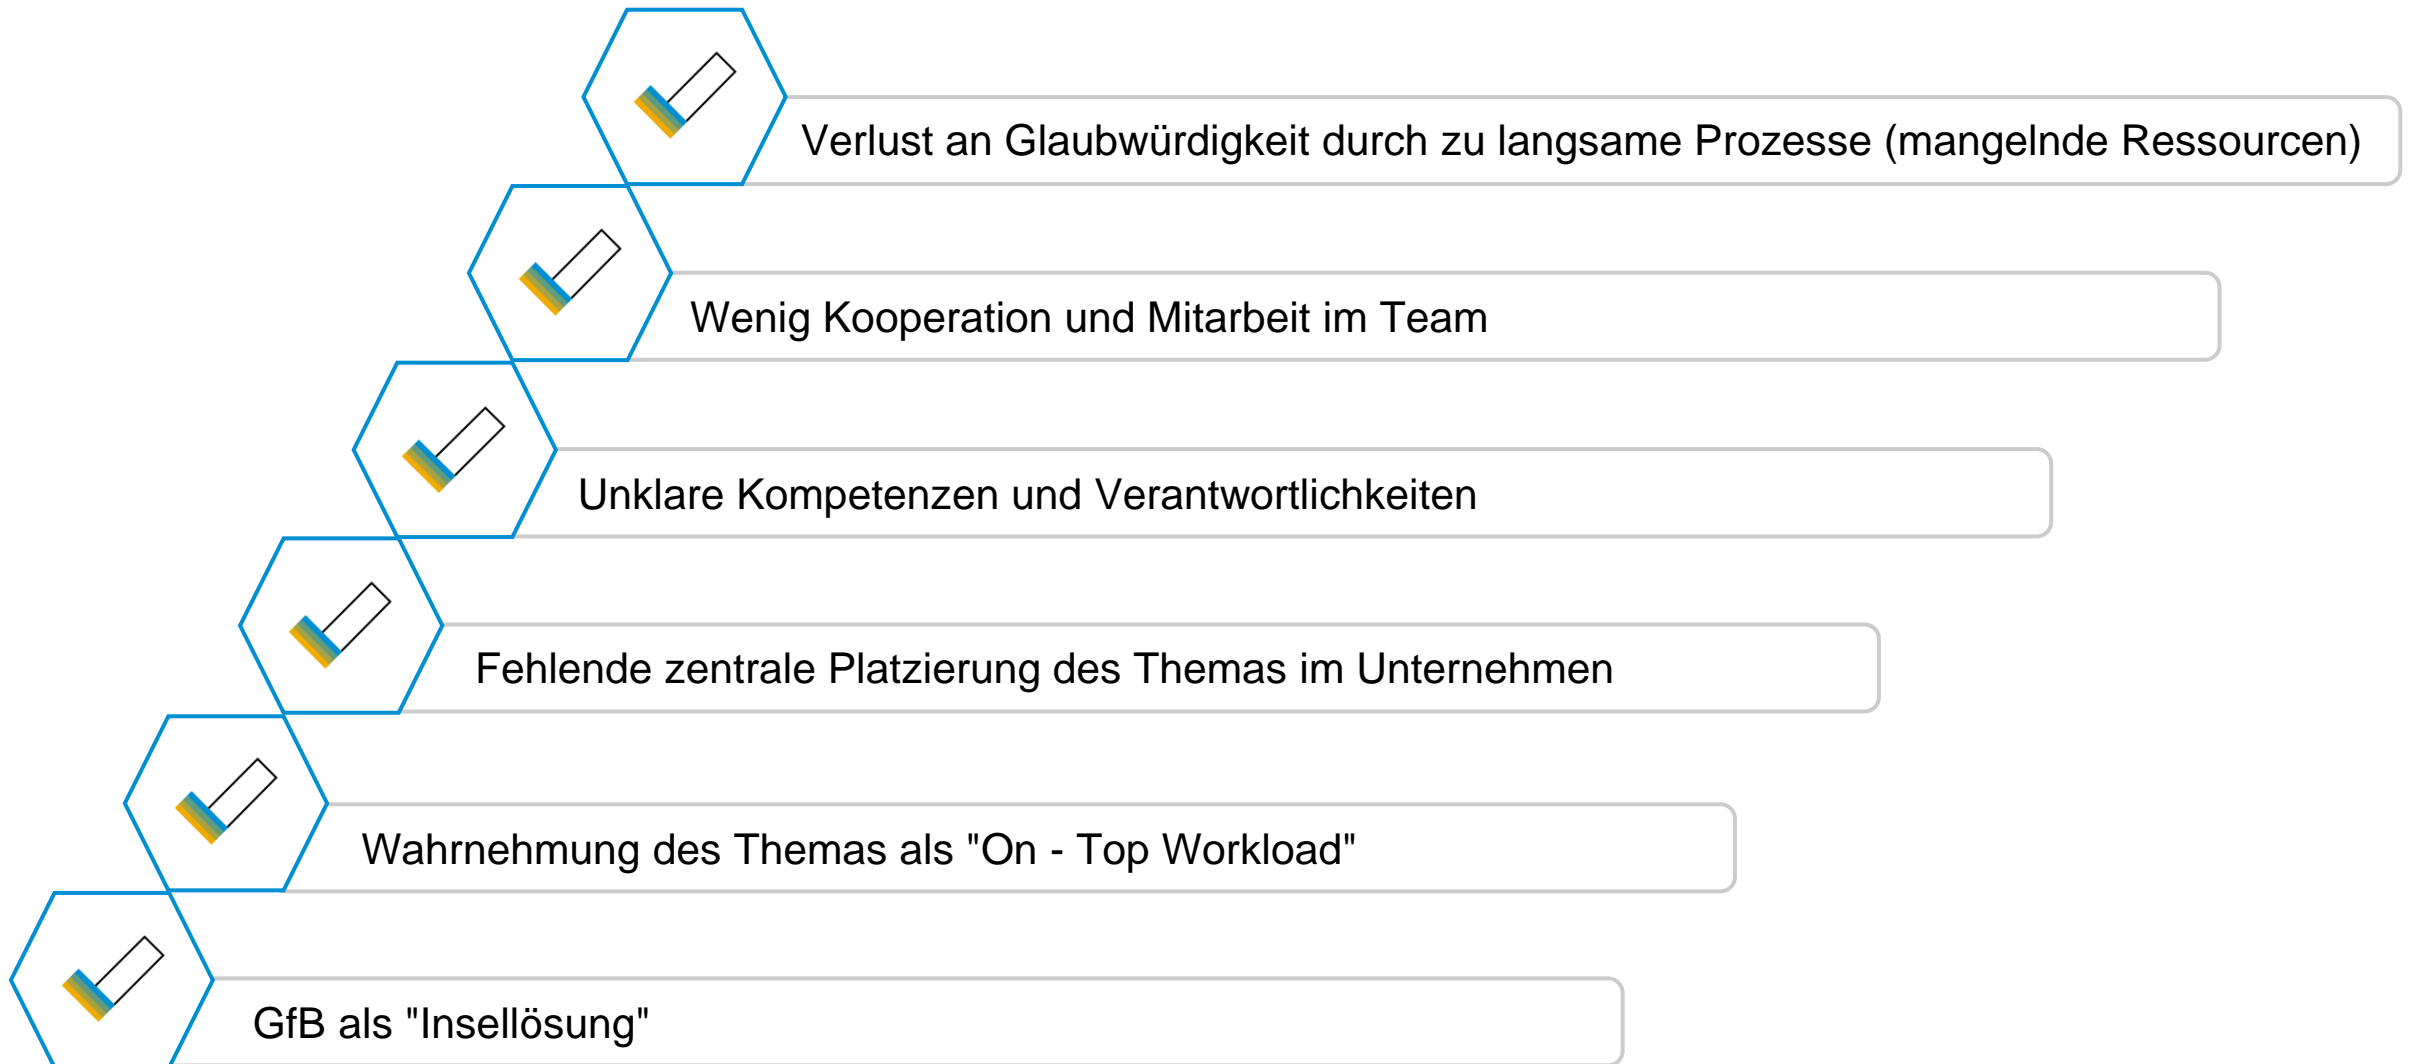 Verlust an Glaubwürdigkeit durch zu langsame Prozesse (mangelnde Ressourcen)
Wenig Kooperation und Mitarbeit im Team
Unklare Kompetenzen und Verantwortlichkeiten
Fehlende zentrale Platzierung des Themas im Unternehmen
Wahrnehmung des Themas als "On - Top Workload"
GfB als "Insellösung"